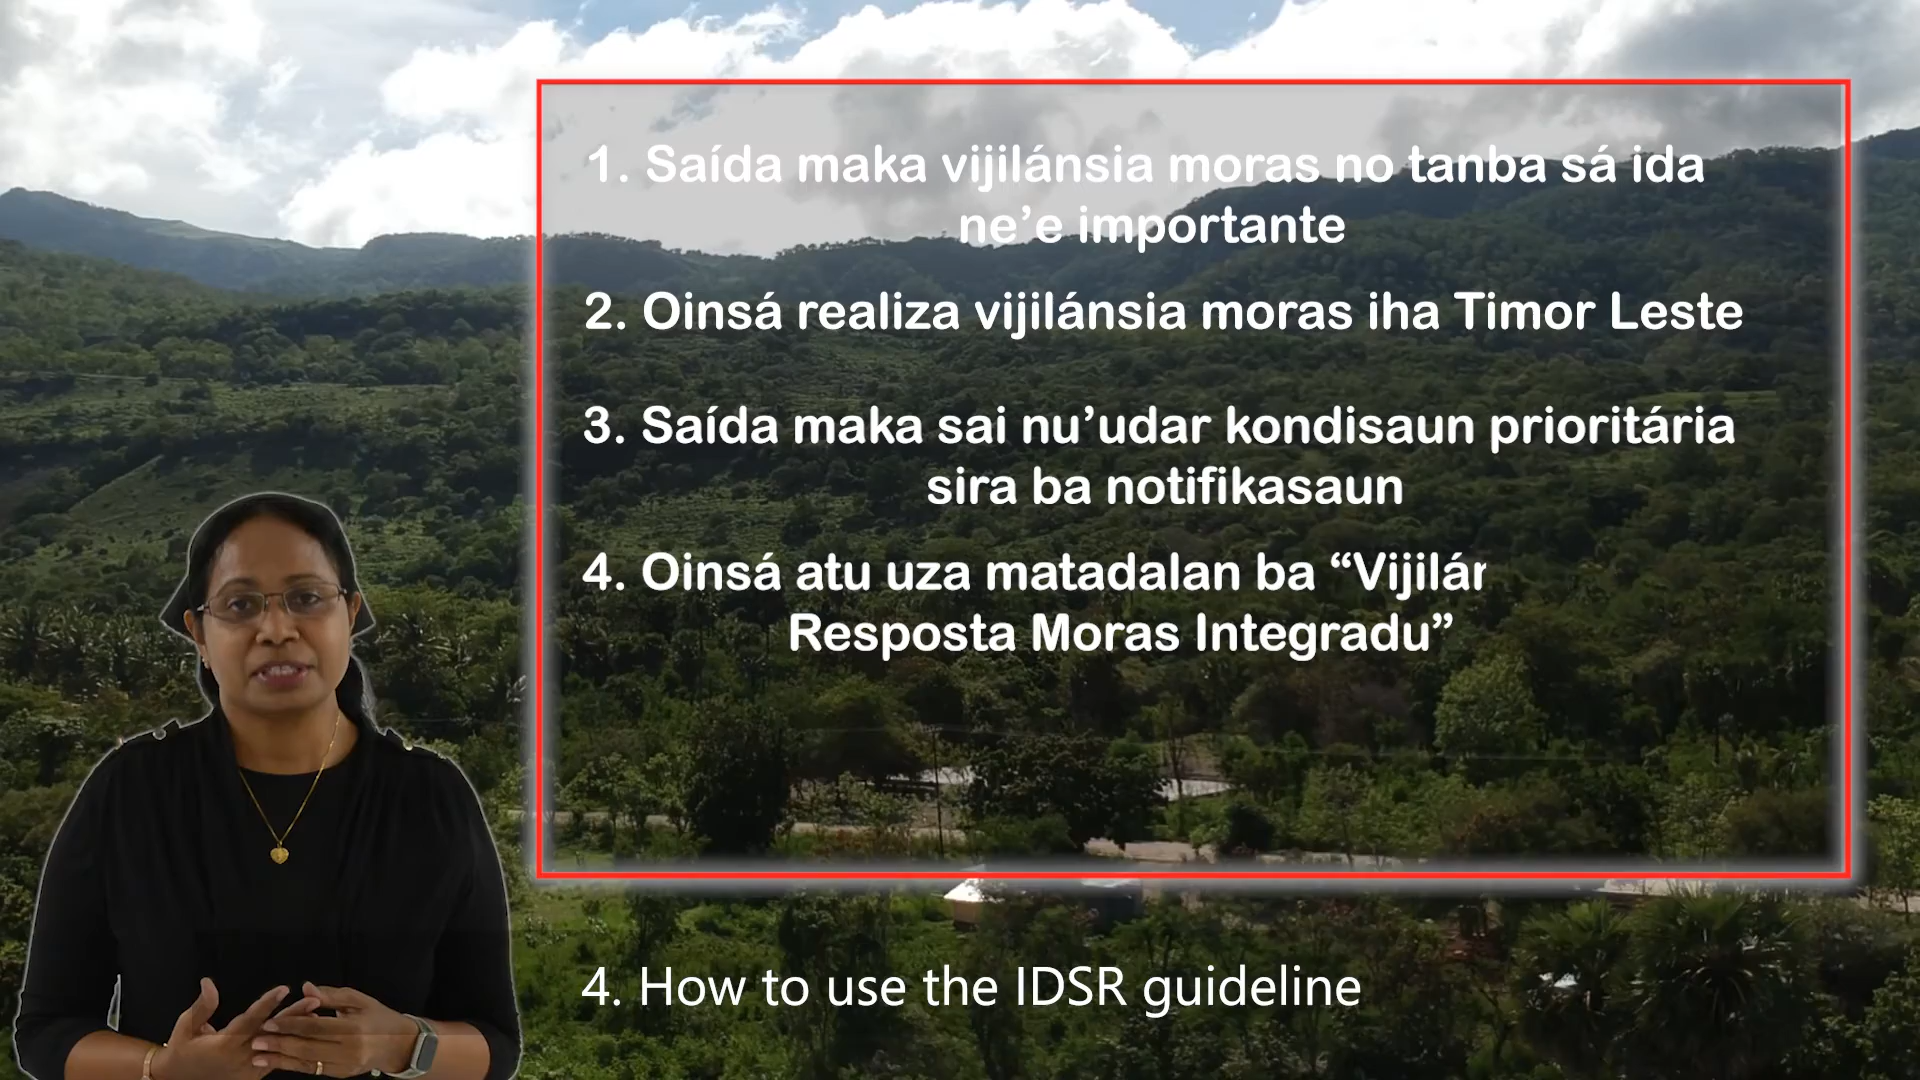 1. Saída maka vijilánsia moras no tanba sá ida
ne’e importante
2. Oinsá realiza vijilánsia moras iha Timor Leste
3. Saída maka sai nu’udar kondisaun prioritária
sira ba notifikasaun
4. Oinsá atu uza matadalan ba “
Resposta Moras Integradu”
4. How to use the IDSR guideline